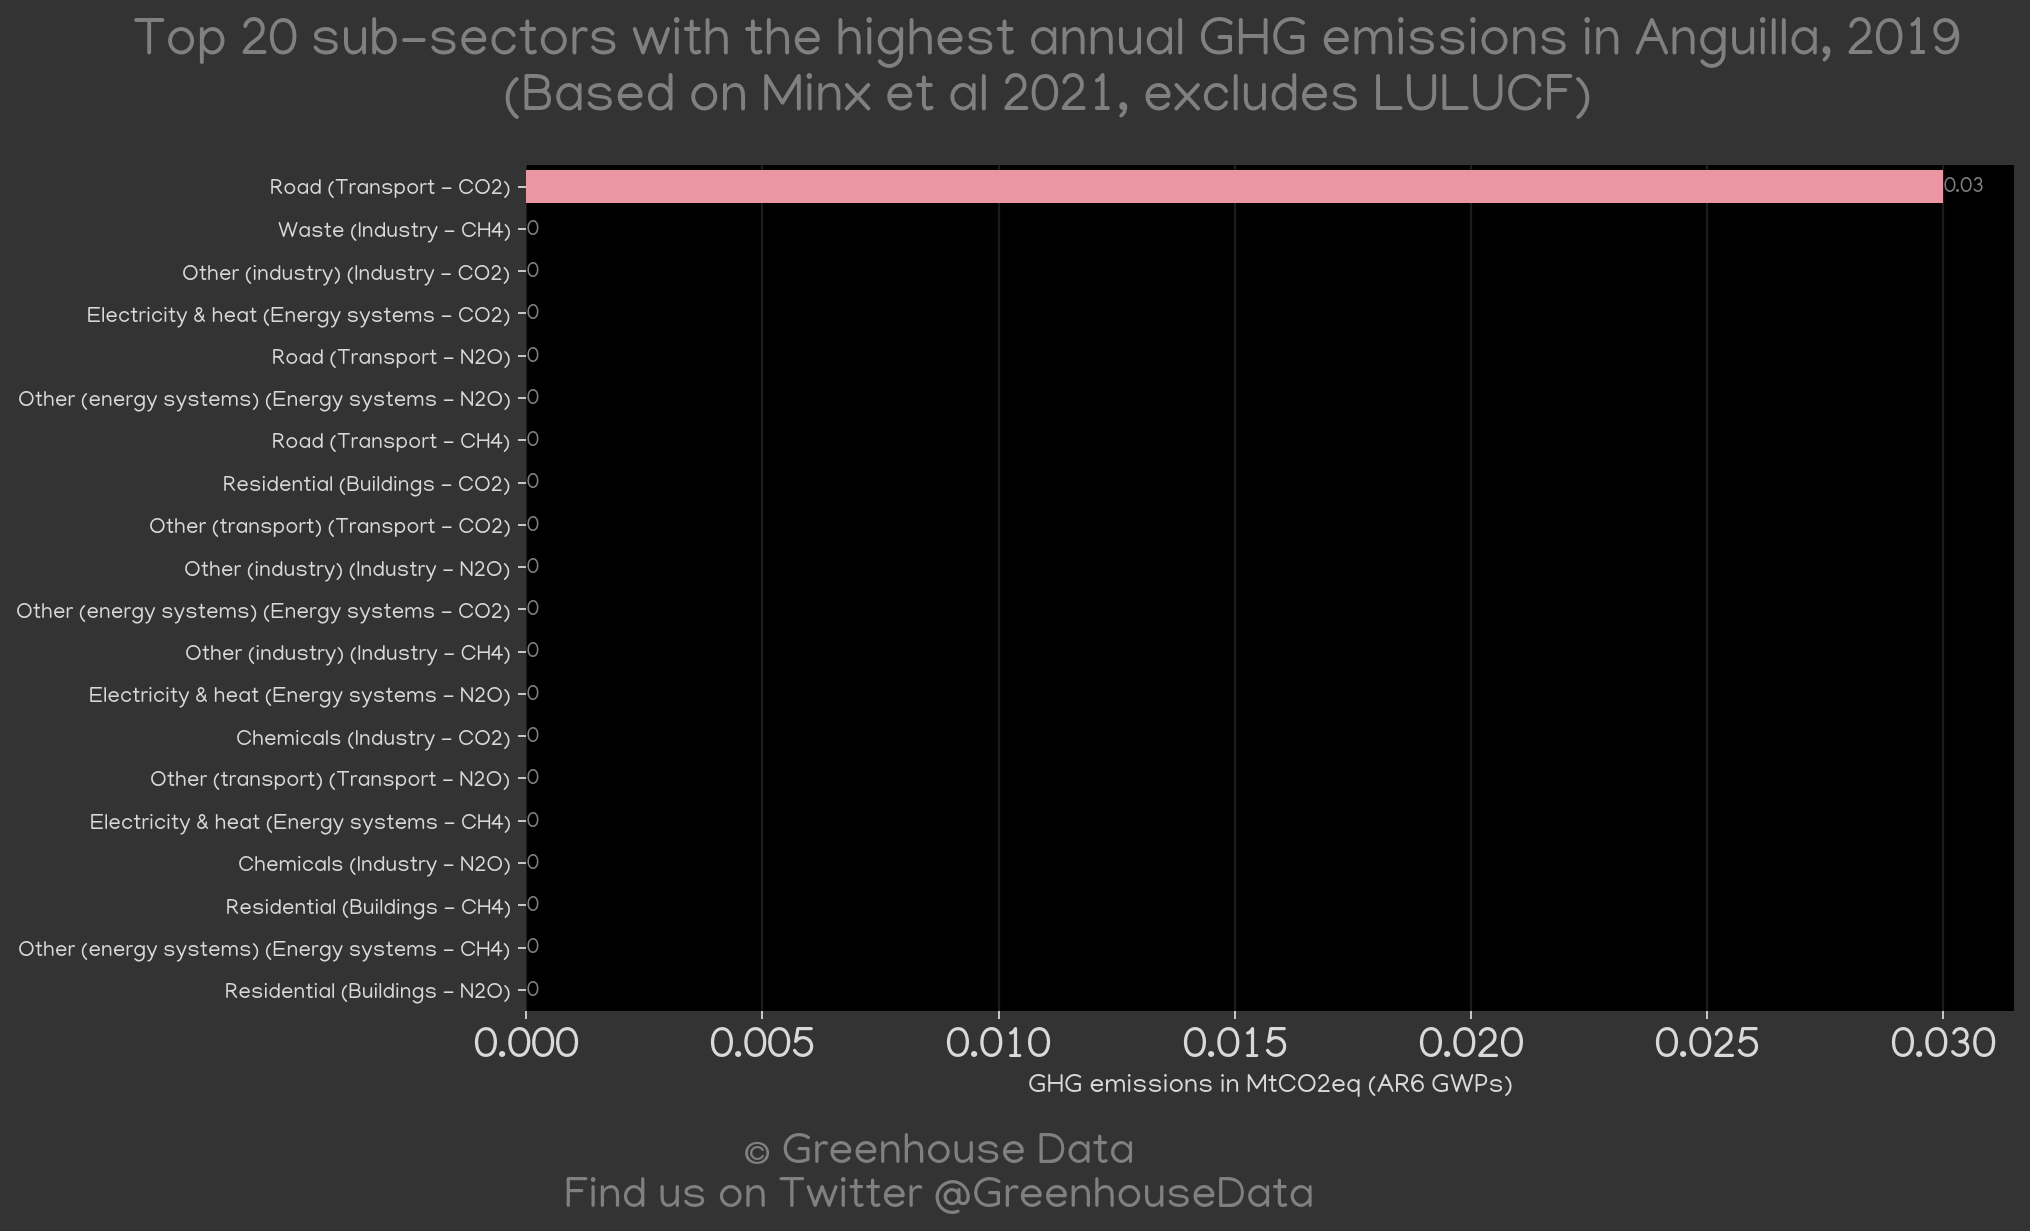 Top 20 sub-sectors with the highest annual GHG emissions in Anguilla, 2019
(Based on Minx et al 2021, excludes LULUCF)
Road (Transport - CO2) 0.03
Waste (Industry - CH4) 0
Other (industry) (Industry - CO2) 0
Electricity & heat (Energy systems - CO2) 0
Road (Transport - N2O) 0
Other (energy systems) (Energy systems - N2O) 0
Road (Transport - CH4) 0
Residential (Buildings - CO2) 0
Other (transport) (Transport - CO2) 0
Other (industry) (Industry - N2O) 0
Other (energy systems) (Energy systems - CO2) 0
Other (industry) (Industry - CH4) 0
Electricity & heat (Energy systems - N2O) 0
Chemicals (Industry - CO2) 0
Other (transport) (Transport - N2O) 0
Electricity & heat (Energy systems - CH4) 0
Chemicals (Industry - N2O) 0
Residential (Buildings - CH4) 0
Other (energy systems) (Energy systems - CH4) 0
Residential (Buildings - N2O) 0
0.000 0.005 0.010 0.015 0.020 0.025 0.030
GHG emissions in MtCO2eq (AR6 GWPs)
© Greenhouse Data
Find us on Twitter @GreenhouseData